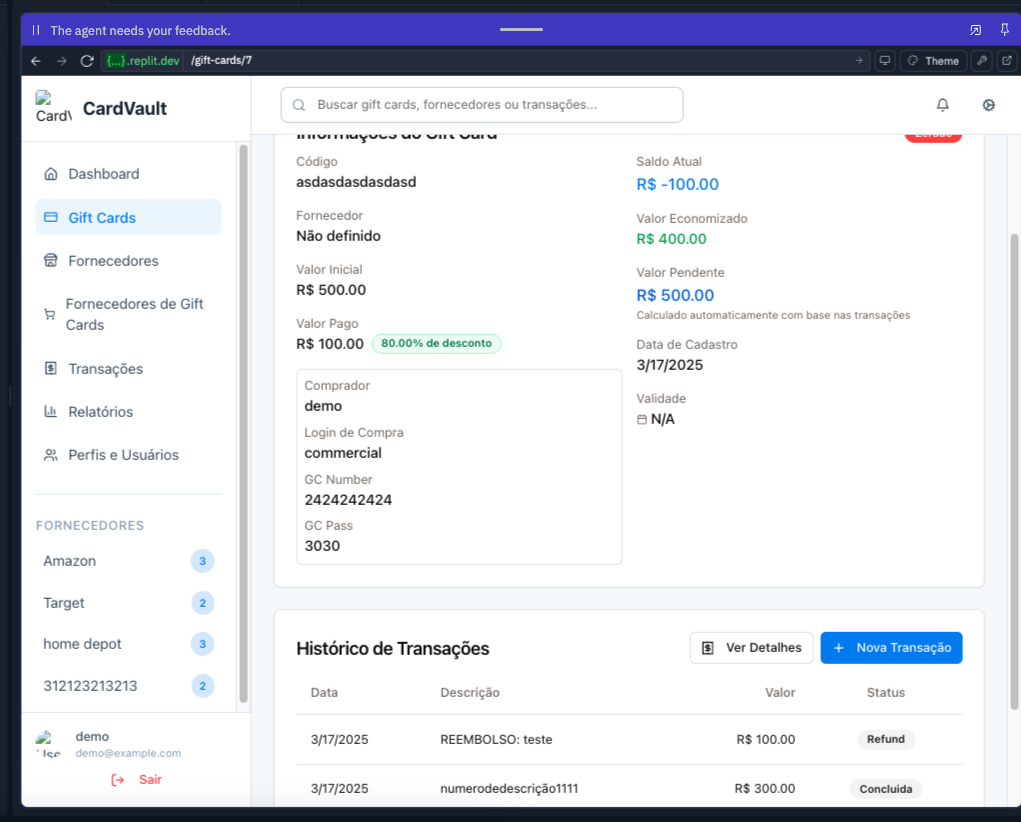 The agent needs your feedback.
{...}.replit.dev /gift-cards/7
Theme
CardV
CardVault
Buscar gift cards, fornecedores ou transações...
Dashboard
Gift Cards
Fornecedores
Fornecedores de Gift
Cards
Transações
Relatórios
Perfis e Usuários
FORNECEDORES
Amazon 3
Target 2
home depot 3
312123213213 2
demo
demo@example.com
Sair
Informações do Gift Card
Zerado
Código
asdasdasdasdasd
Fornecedor
Não definido
Valor Inicial
R$ 500.00
Valor Pago
R$ 100.00 80.00% de desconto
Comprador
demo
Login de Compra
commercial
GC Number
2424242424
GC Pass
3030
Saldo Atual
R$ -100.00
Valor Economizado
R$ 400.00
Valor Pendente
R$ 500.00
Calculado automaticamente com base nas transações
Data de Cadastro
3/17/2025
Validade
N/A
Histórico de Transações
Ver Detalhes
+ Nova Transação
Data Descrição Valor Status
3/17/2025 REEMBOLSO: teste R$ 100.00 Refund
3/17/2025 numerodedescrição1111 R$ 300.00 Concluida